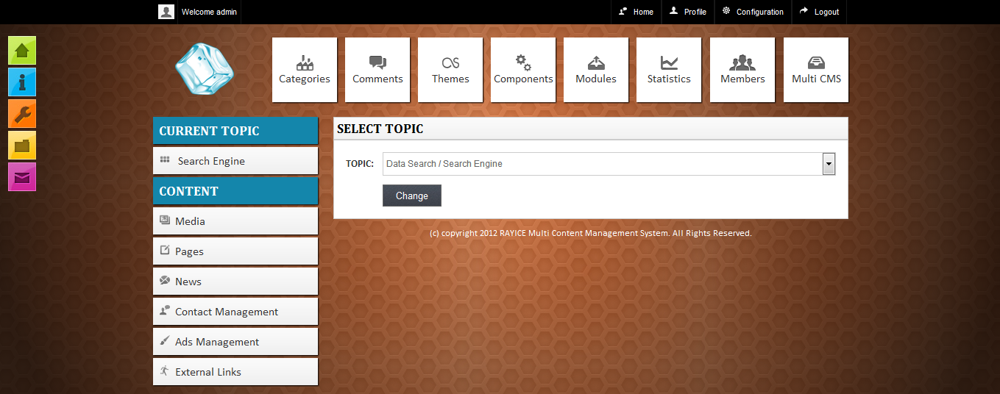 Welcome admin
Home
Profile
Configuration
Logout
Categories
Comments
Themes
Components
Modules
Statistics
Members
Multi CMS
CURRENT TOPIC
Search Engine
CONTENT
Media
Pages
News
Contact Management
Ads Management
External Links
SELECT TOPIC
TOPIC:
Data Search / Search Engine
Change
(c) copyright 2012 RAYICE Multi Content Management System. All Rights Reserved.